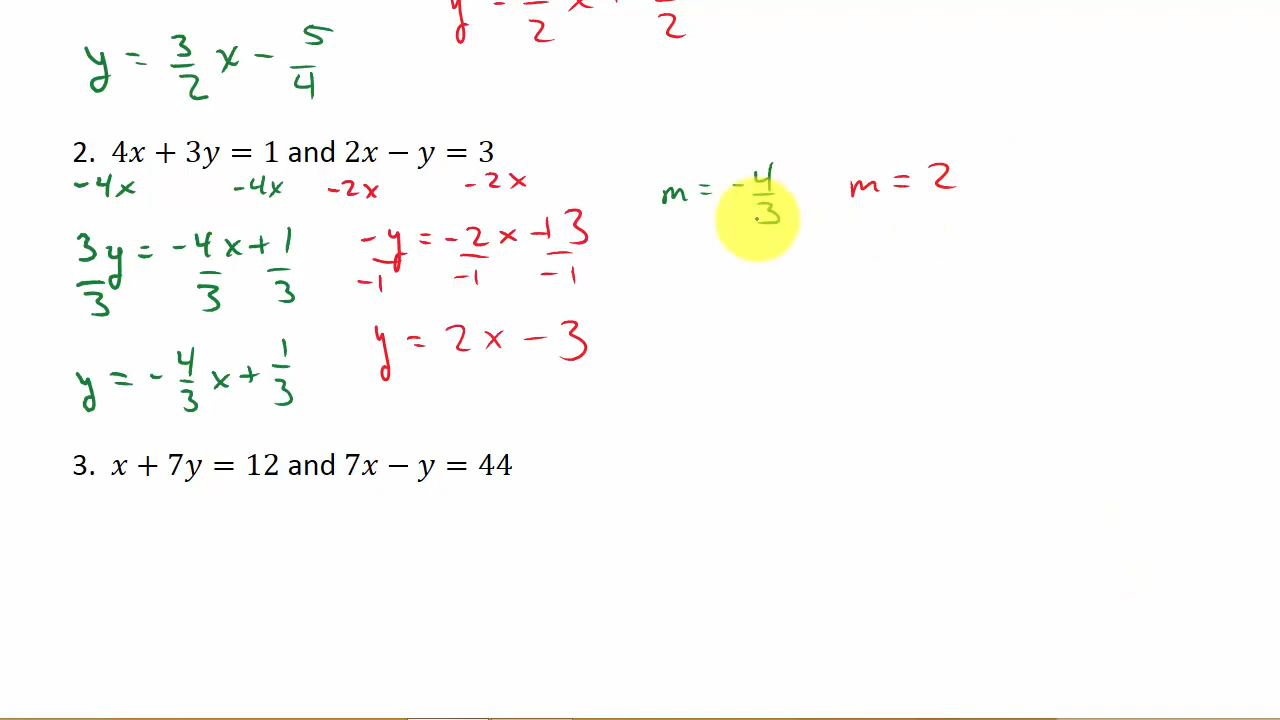 y = 3/2 x
y = 3/2 x - 5/4
2. 4x + 3y = 1 and 2x − y = 3
-4x -4x -2x -2x
m = -4/3 m = 2
3y/3 = -4x/3 + 1/3
-y/-1 = -2x/-1 + 3/-1
y = 2x - 3
y = -4/3 x + 1/3
3. x + 7y = 12 and 7x − y = 44